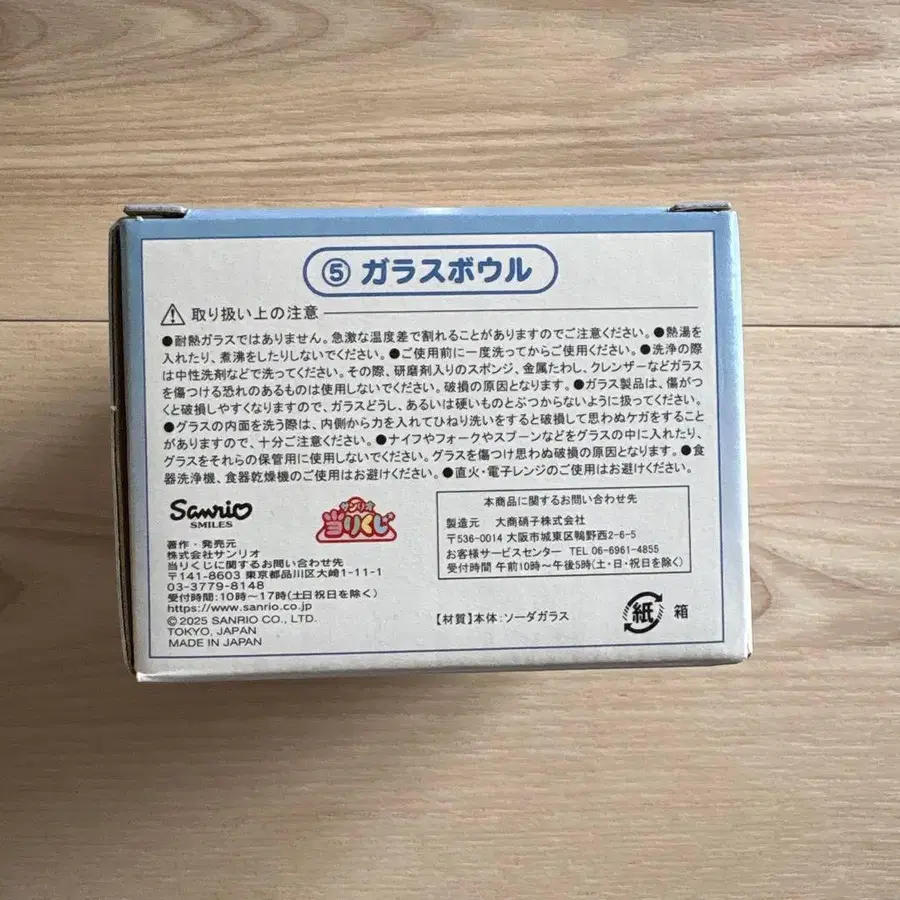 ⑤ ガラスボウル
取り扱い上の注意
●耐熱ガラスではありません。急激な温度差で割れることがありますのでご注意ください。●熱湯を
入れたり、煮沸をしたりしないでください。●ご使用前に一度洗ってからご使用ください。●洗浄の際
は中性洗剤などで洗ってください。その際、研磨剤入りのスポンジ、金属たわし、クレンザーなどガラス
を傷つける恐れのあるものは使用しないでください。破損の原因となります。●ガラス製品は、傷がつ
くと破損しやすくなりますので、ガラスどうし、あるいは硬いものとぶつからないように扱ってください。
●グラスの内面を洗う際は、内側から力を入れてひねり洗いをすると破損して思わぬケガをすること
がありますので、十分ご注意ください。●ナイフやフォークやスプーンなどをグラスの中に入れたり、
グラスをそれらの保管用に使用しないでください。グラスを傷つけ思わぬ破損の原因となります。●食
器洗浄機、食器乾燥機のご使用はお避けください。●直火・電子レンジのご使用はお避けください。
Sanrio
SMILES
サンリオ
当りくじ
著作・発売元
株式会社サンリオ
当りくじに関するお問い合わせ先
〒141-8603 東京都品川区大崎1-11-1
03-3779-8148
受付時間:10時～17時(土日祝日を除く)
https://www.sanrio.co.jp
©2025 SANRIO CO., LTD.
TOKYO, JAPAN
MADE IN JAPAN
本商品に関するお問い合わせ先
製造元 大商硝子株式会社
〒536-0014 大阪市城東区鴫野西2-6-5
お客様サービスセンター TEL 06-6961-4855
受付時間 午前10時～午後5時(土・日・祝日を除く)
【材質】本体:ソーダガラス
紙 箱